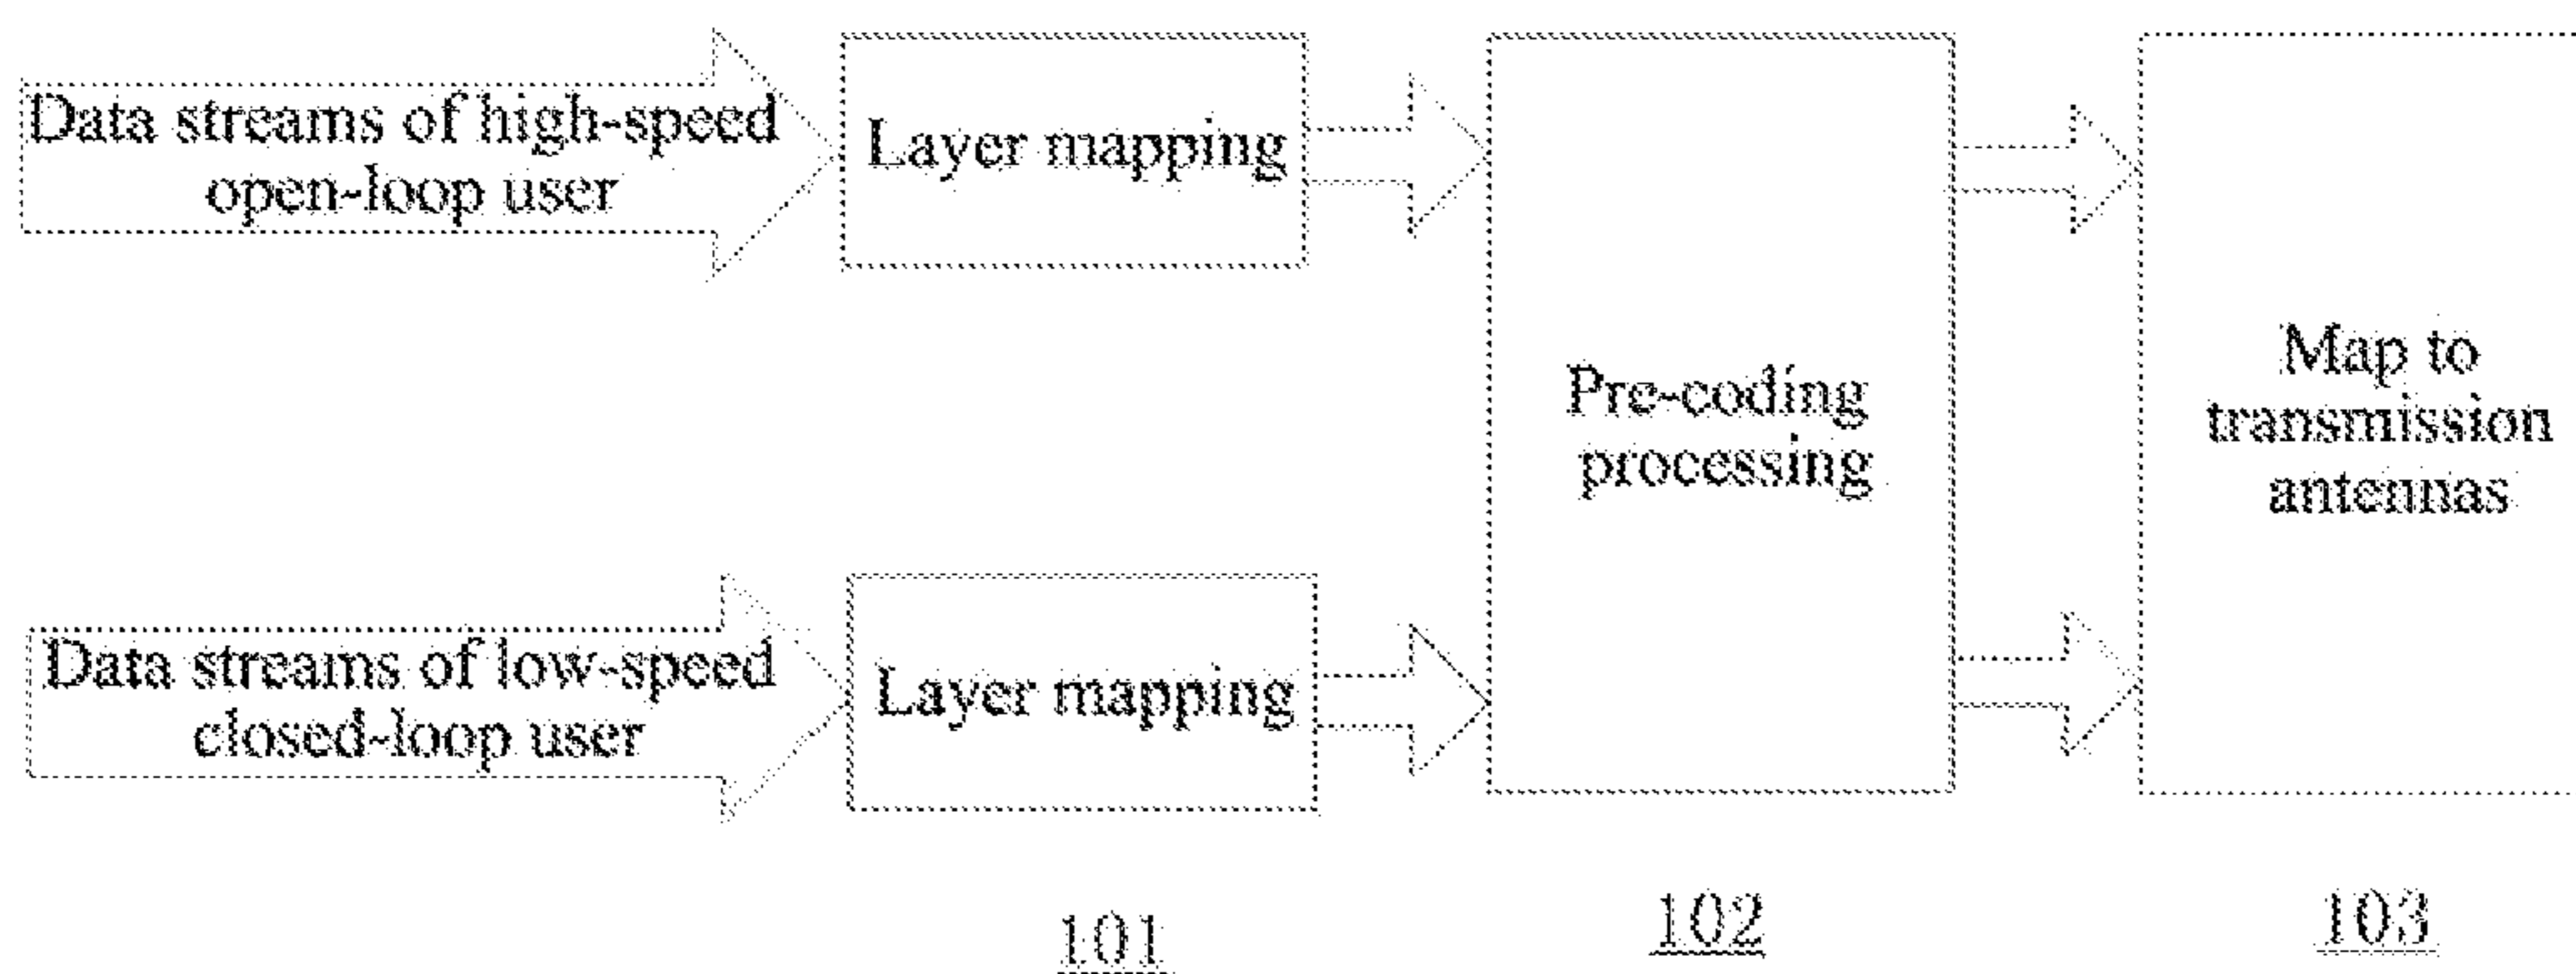 Data streams of high-speed
open-loop user
Layer mapping
Data streams of low-speed
closed-loop user
Layer mapping
Pre-coding
processing
Map to
transmission
antennas
101
102
103